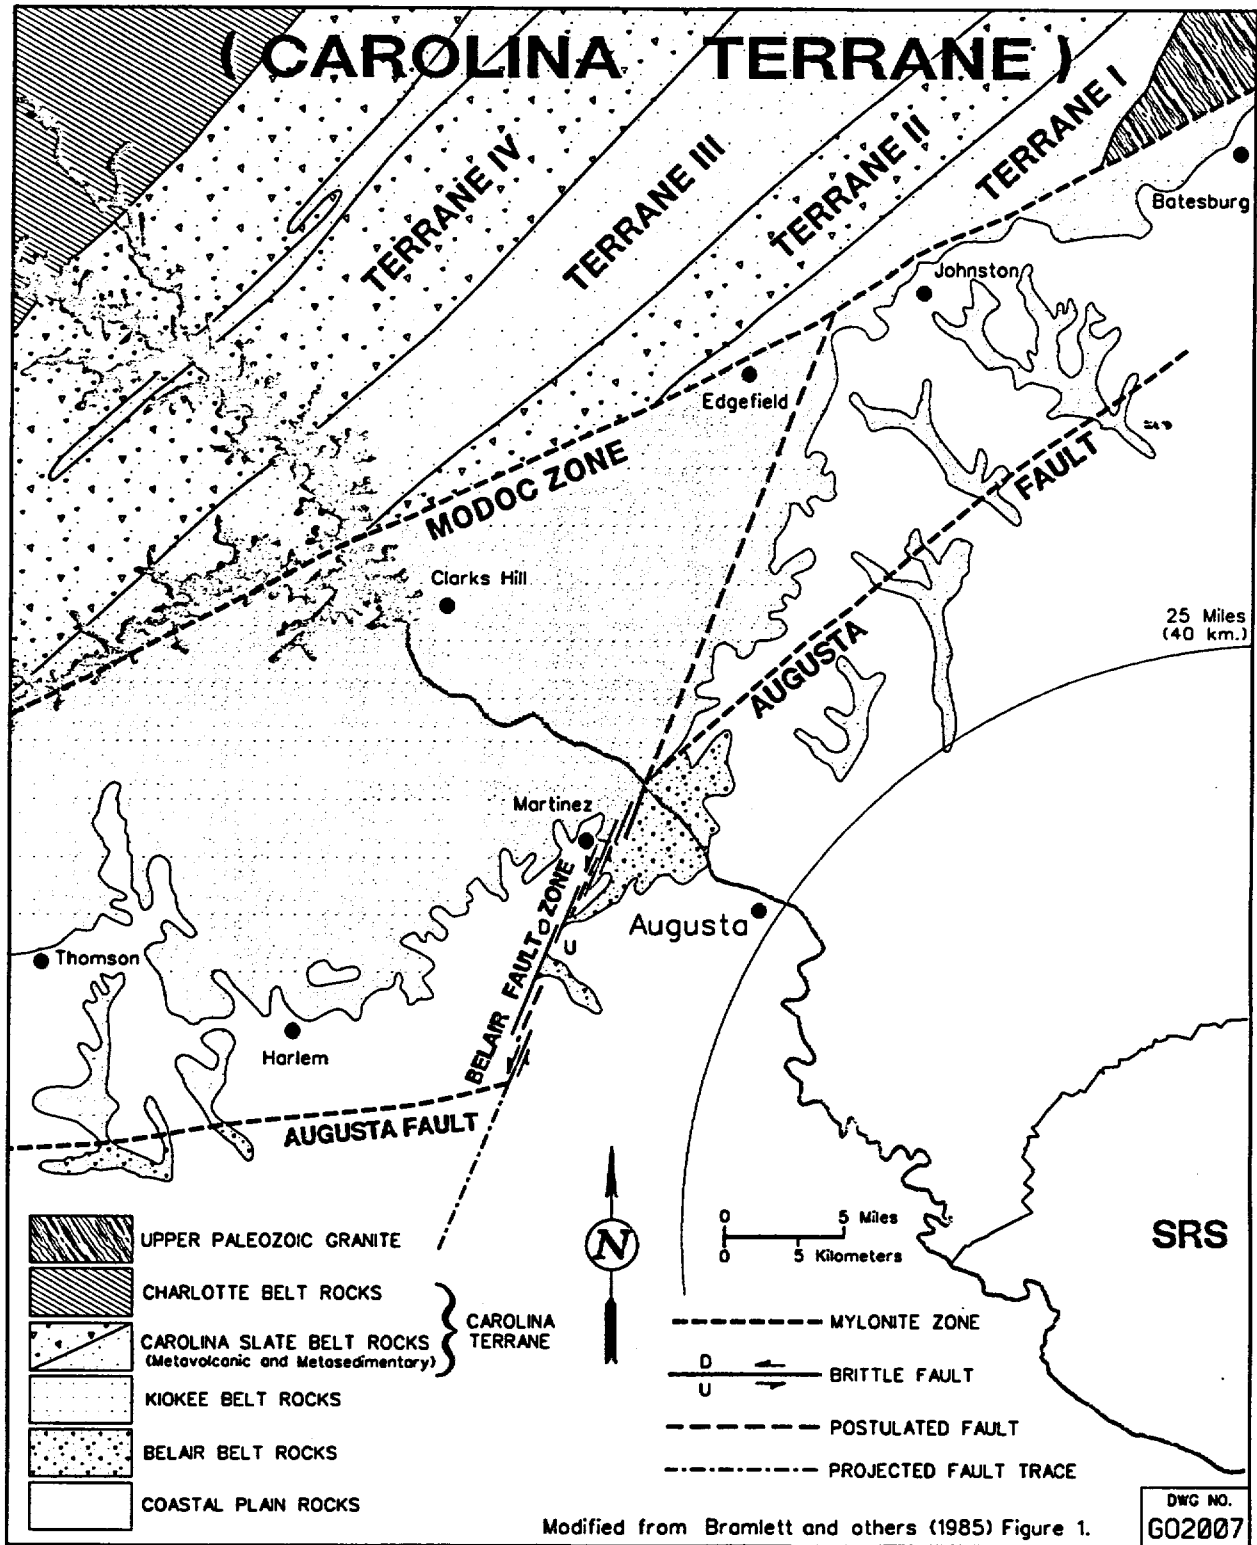 ( CAROLINA TERRANE )
TERRANE I
TERRANE II
TERRANE III
TERRANE IV
Batesburg
Johnston
Edgefield
MODOC ZONE
FAULT
Clarks Hill
25 Miles
(40 km.)
AUGUSTA
Martinez
BELAIR FAULT ZONE
D
U
Augusta
Thomson
Harlem
AUGUSTA FAULT
N
0 5 Miles
0 5 Kilometers
SRS
UPPER PALEOZOIC GRANITE
CHARLOTTE BELT ROCKS
CAROLINA SLATE BELT ROCKS
(Metavolcanic and Metasedimentary)
CAROLINA
TERRANE
KIOKEE BELT ROCKS
BELAIR BELT ROCKS
COASTAL PLAIN ROCKS
MYLONITE ZONE
D
U
BRITTLE FAULT
POSTULATED FAULT
PROJECTED FAULT TRACE
Modified from Bramlett and others (1985) Figure 1.
DWG NO.
GO2007